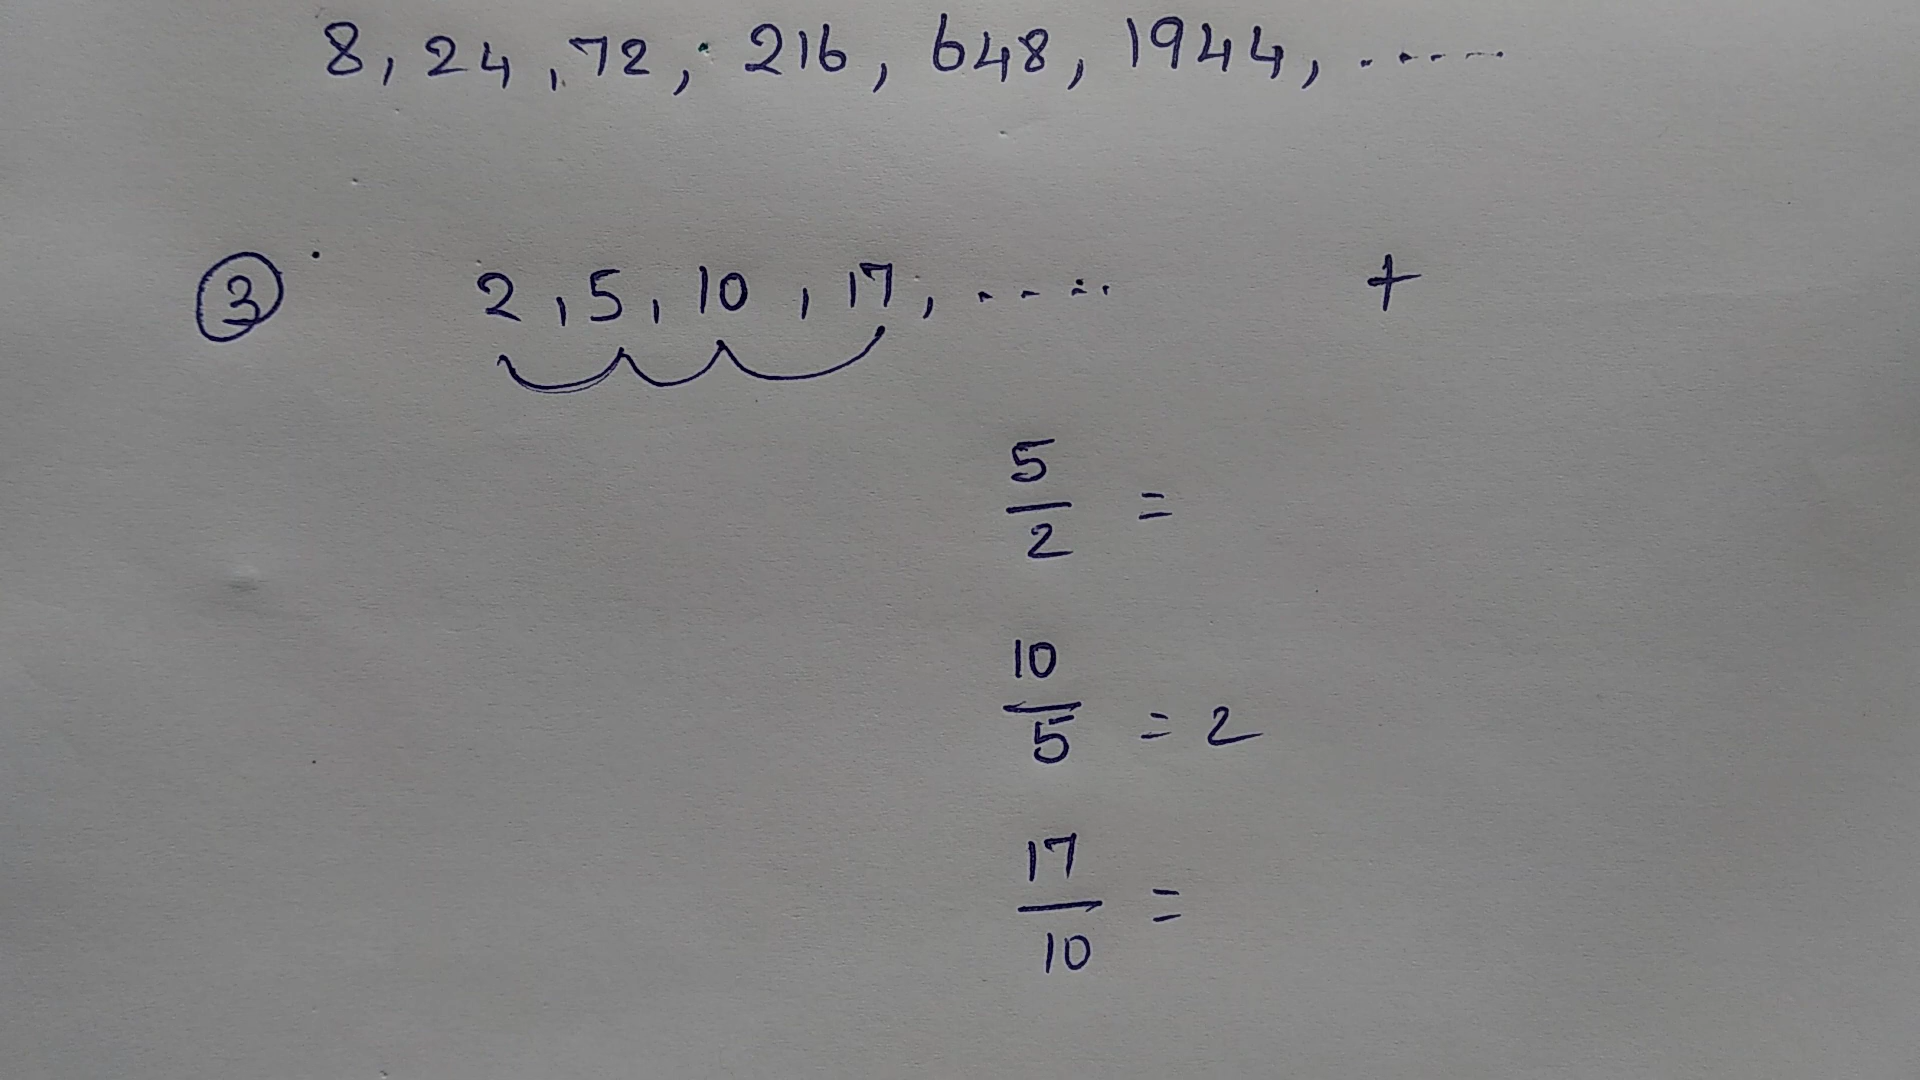 8, 24, 72, 216, 648, 1944, ......
③ 2, 5, 10, 17, ..... +
5/2 =
10/5 = 2
17/10 =